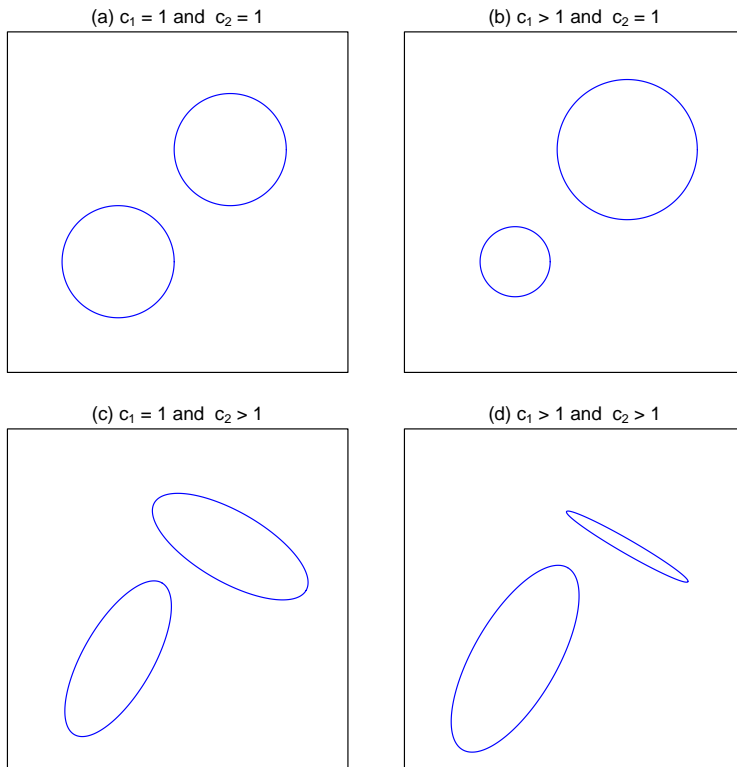 (a) c₁ = 1 and c₂ = 1
(b) c₁ > 1 and c₂ = 1
(c) c₁ = 1 and c₂ > 1
(d) c₁ > 1 and c₂ > 1